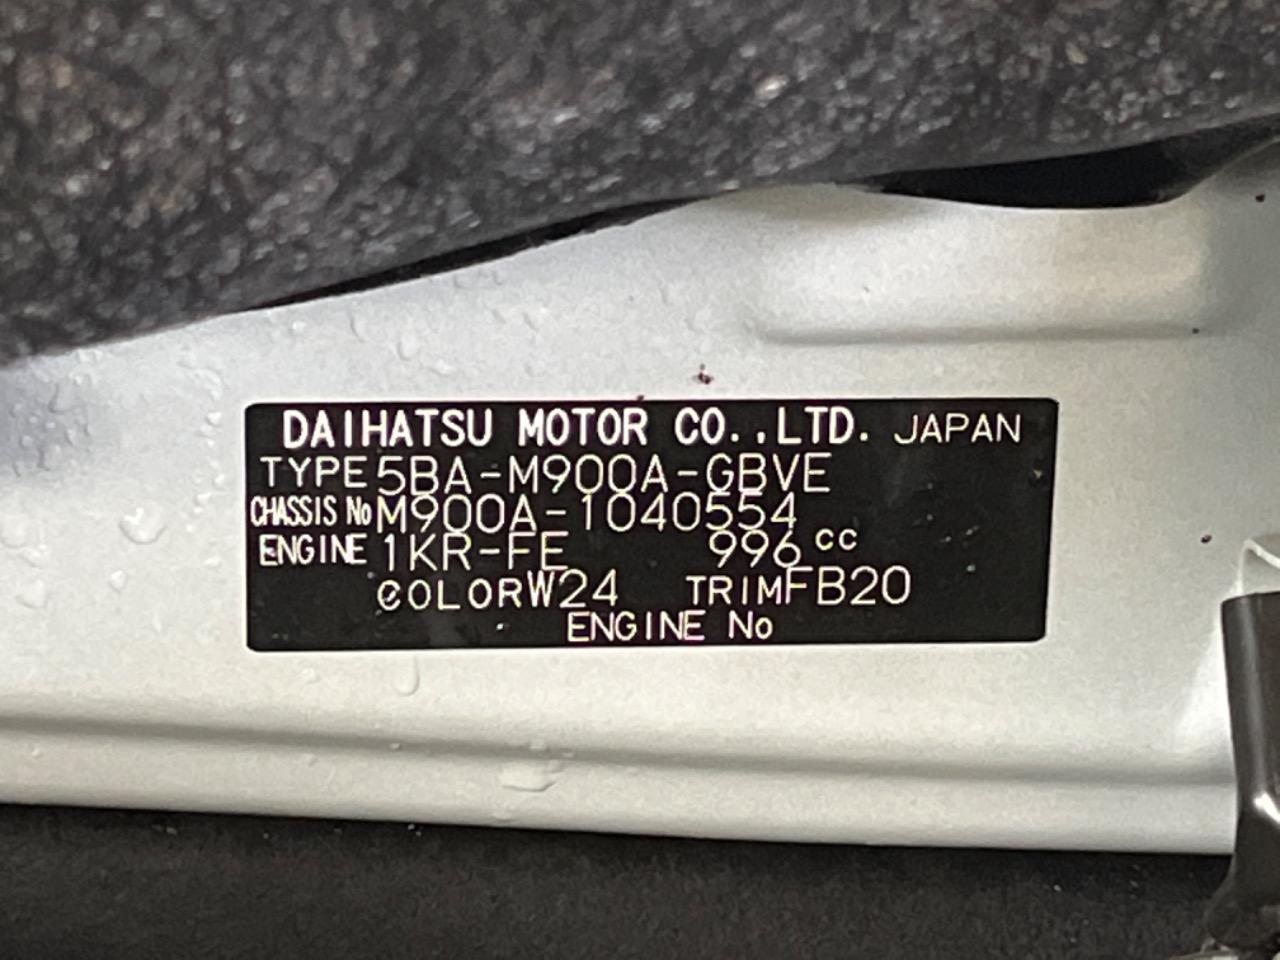 DAIHATSU MOTOR CO.,LTD. JAPAN
TYPE 5BA-M900A-GBVE
CHASSIS No M900A-1040554
ENGINE 1KR-FE 996 cc
COLOR W24 TRIM FB20
ENGINE No